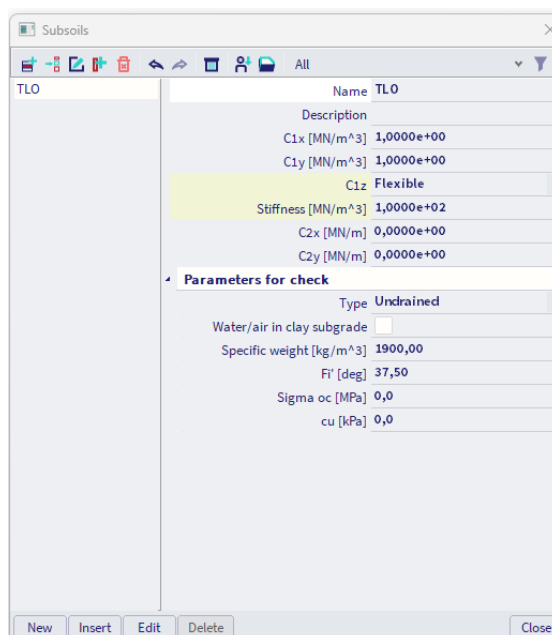 Subsoils
All
TLO
Name TLO
Description
C1x [MN/m^3] 1,0000e+00
C1y [MN/m^3] 1,0000e+00
C1z Flexible
Stiffness [MN/m^3] 1,0000e+02
C2x [MN/m] 0,0000e+00
C2y [MN/m] 0,0000e+00
Parameters for check
Type Undrained
Water/air in clay subgrade
Specific weight [kg/m^3] 1900,00
Fi' [deg] 37,50
Sigma oc [MPa] 0,0
cu [kPa] 0,0
New Insert Edit Delete Close